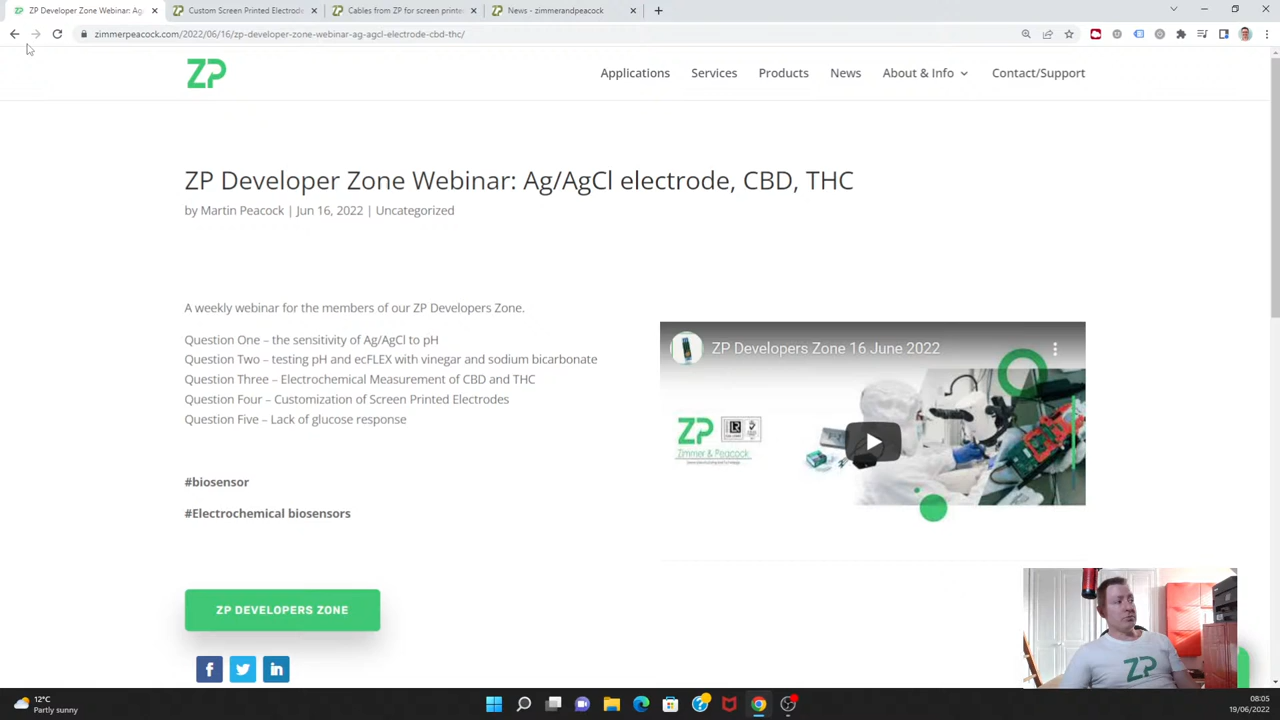 ZP Developer Zone Webinar: Ag
Custom Screen Printed Electrode
Cables from ZP for screen printe
News - zimmerandpeacock
zimmerpeacock.com/2022/06/16/zp-developer-zone-webinar-ag-agcl-electrode-cbd-thc/
ZP
Applications
Services
Products
News
About & Info
Contact/Support
ZP Developer Zone Webinar: Ag/AgCl electrode, CBD, THC
by Martin Peacock | Jun 16, 2022 | Uncategorized
A weekly webinar for the members of our ZP Developers Zone.
Question One – the sensitivity of Ag/AgCl to pH
Question Two – testing pH and ecFLEX with vinegar and sodium bicarbonate
Question Three – Electrochemical Measurement of CBD and THC
Question Four – Customization of Screen Printed Electrodes
Question Five – Lack of glucose response
#biosensor
#Electrochemical biosensors
ZP Developers Zone 16 June 2022
ZP
Zimmer & Peacock
ZP DEVELOPERS ZONE
ZP
12°C
Partly sunny
08:05
19/06/2022